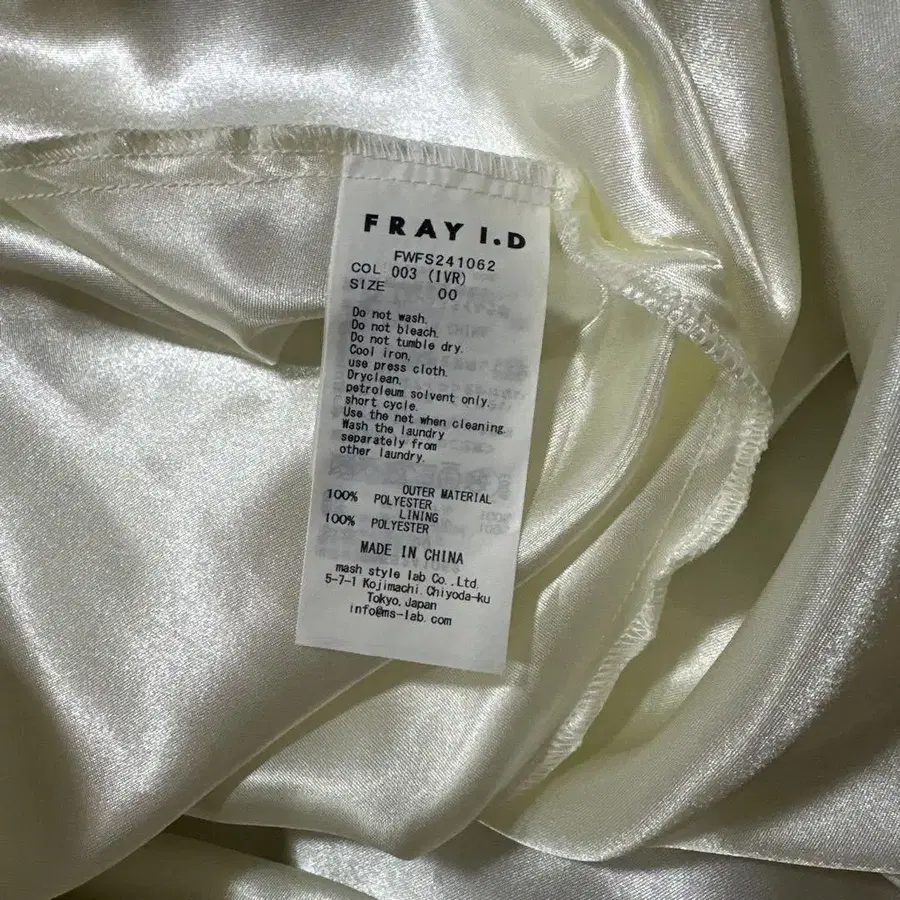 FRAY I.D
FWFS241062
COL 003 (IVR)
SIZE 00
Do not wash.
Do not bleach.
Do not tumble dry.
Cool iron,
use press cloth.
Dryclean,
petroleum solvent only.
short cycle.
Use the net when cleaning.
Wash the laundry
separately from
other laundry.
OUTER MATERIAL
100% POLYESTER
LINING
100% POLYESTER
MADE IN CHINA
mash style lab Co.,Ltd.
5-7-1 Kojimachi,Chiyoda-ku
Tokyo,Japan
info@ms-lab.com